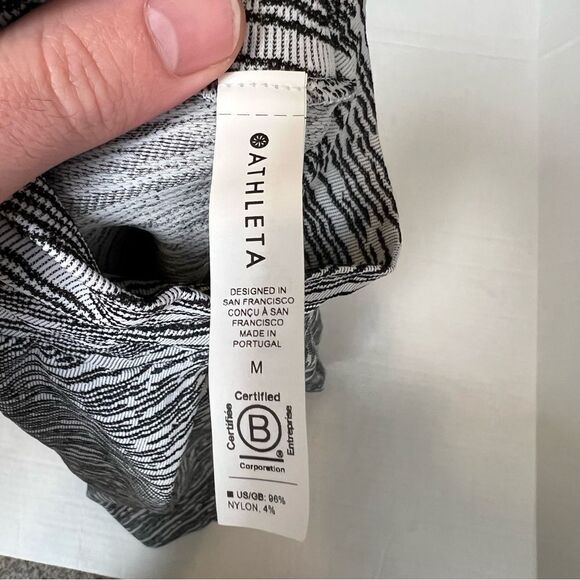 ATHLETA
DESIGNED IN
SAN FRANCISCO
CONÇU À SAN
FRANCISCO
MADE IN
PORTUGAL
M
Certified
Certifiée
B
®
Entreprise
Corporation
US/GB: 96%
NYLON, 4%